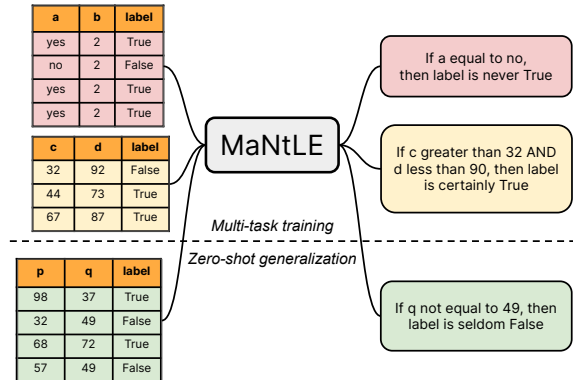 a b label
yes 2 True
no 2 False
yes 2 True
yes 2 True
c d label
32 92 False
44 73 True
67 87 True
MaNtLE
If a equal to no,
then label is never True
If c greater than 32 AND
d less than 90, then label
is certainly True
Multi-task training
Zero-shot generalization
p q label
98 37 True
32 49 False
68 72 True
57 49 False
If q not equal to 49, then
label is seldom False